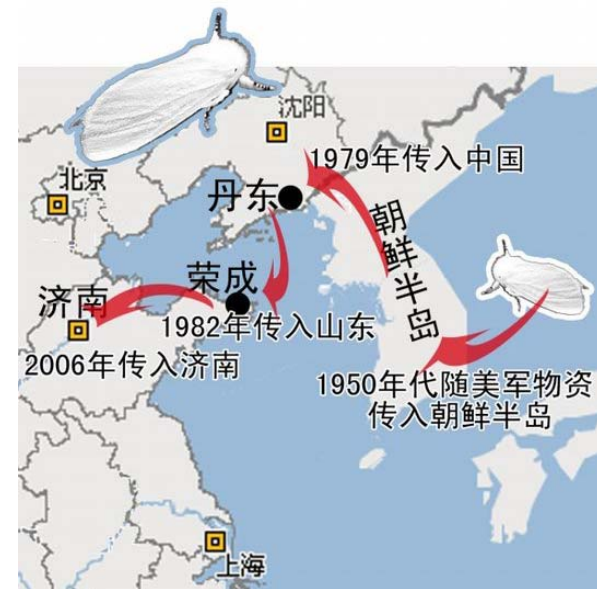 沈阳
1979年传入中国
北京
丹东
朝鲜半岛
荣成
济南
1982年传入山东
2006年传入济南
1950年代随美军物资
传入朝鲜半岛
上海